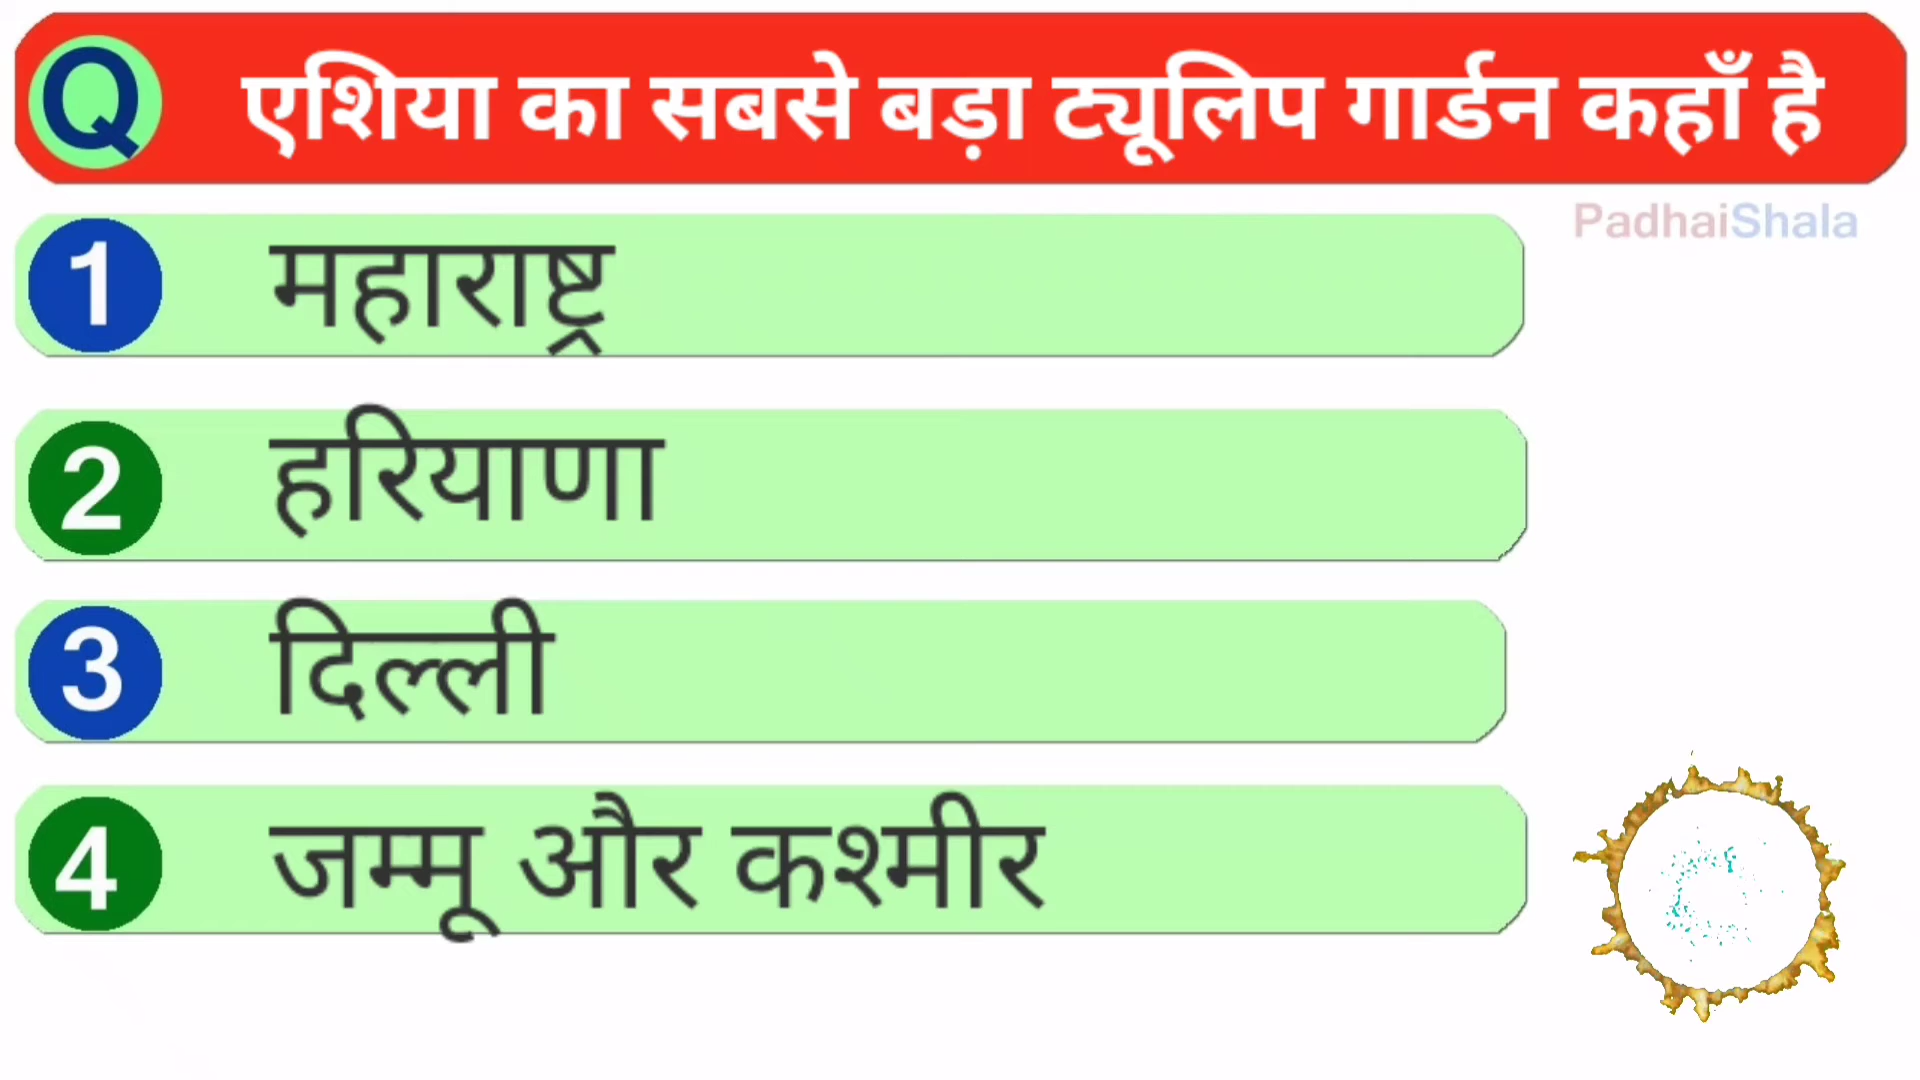 Q एशिया का सबसे बड़ा ट्यूलिप गार्डन कहाँ है
PadhaiShala
1 महाराष्ट्र
2 हरियाणा
3 दिल्ली
4 जम्मू और कश्मीर